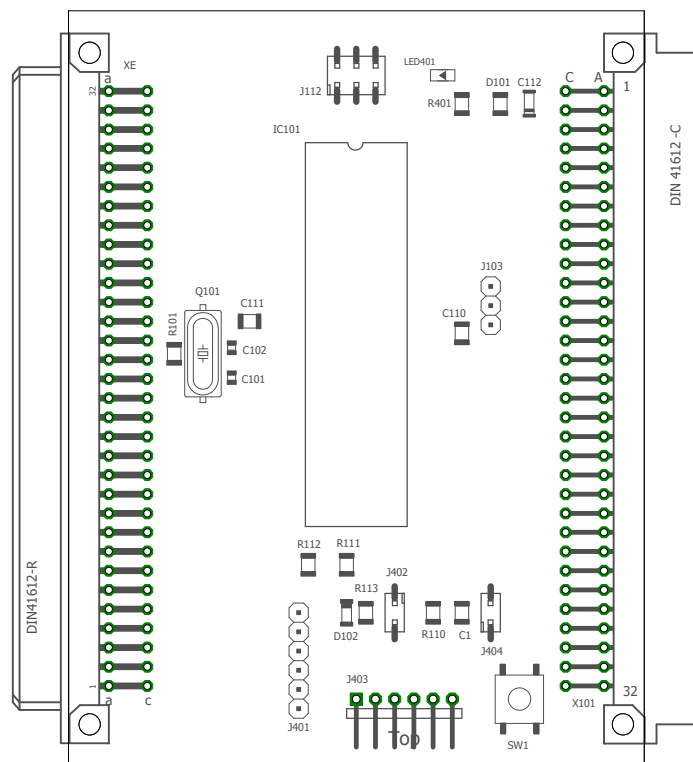 XE
a
32
J112
LED401
R401
D101
C112
C
A
1
DIN 41612 -C
IC101
J103
Q101
C111
R101
C110
C102
C101
DIN41612-R
R112
R111
J402
R113
D102
R110
C1
J404
1
a
c
J403
X101
32
J401
Top
SW1